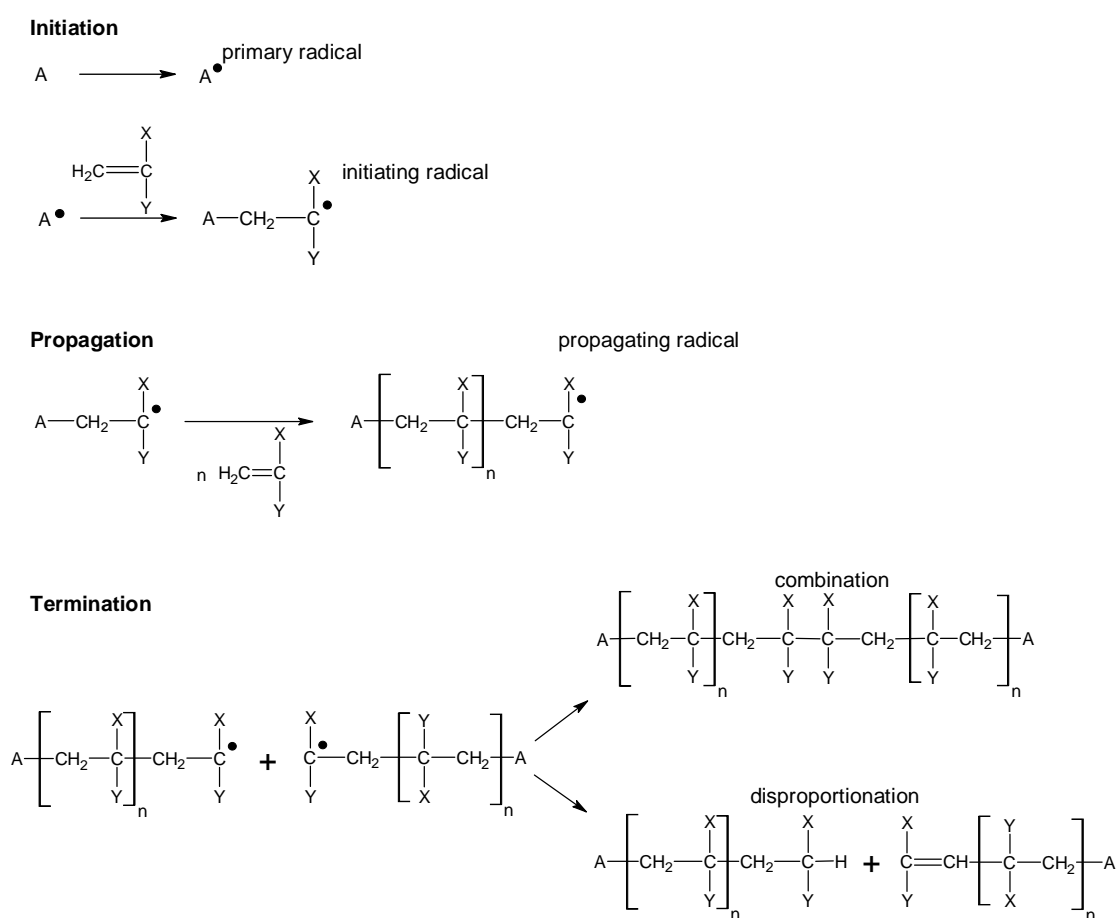 Initiation
primary radical
A
A
X
H2C C
Y
X
initiating radical
A
A CH2 C
Y
Propagation
propagating radical
X
X
X
A CH2 C
A CH2 C CH2 C
Y
Y
Y
n
X
n H2C C
Y
Termination
combination
X
X X
X
A CH2 C CH2 C C CH2 C CH2 A
Y
Y Y
Y
n
n
X
X
X
Y
A CH2 C CH2 C + C CH2 C CH2 A
Y
Y
Y
X
n
n
disproportionation
X
X
X
Y
A CH2 C CH2 C H + C CH C CH2 A
Y
Y
Y
X
n
n